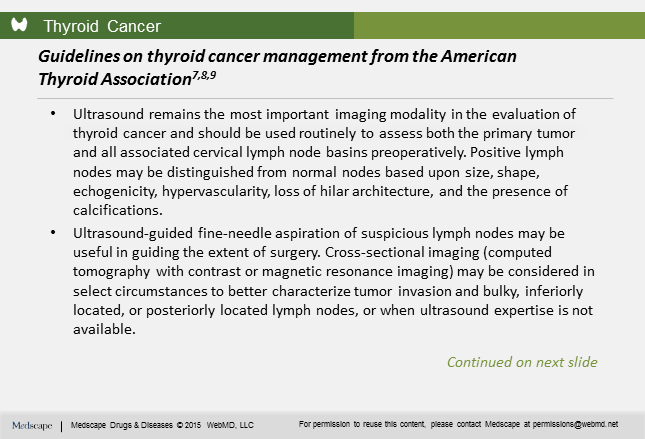 Thyroid Cancer
Guidelines on thyroid cancer management from the American
Thyroid Association7,8,9
• Ultrasound remains the most important imaging modality in the evaluation of
thyroid cancer and should be used routinely to assess both the primary tumor
and all associated cervical lymph node basins preoperatively. Positive lymph
nodes may be distinguished from normal nodes based upon size, shape,
echogenicity, hypervascularity, loss of hilar architecture, and the presence of
calcifications.
• Ultrasound-guided fine-needle aspiration of suspicious lymph nodes may be
useful in guiding the extent of surgery. Cross-sectional imaging (computed
tomography with contrast or magnetic resonance imaging) may be considered in
select circumstances to better characterize tumor invasion and bulky, inferiorly
located, or posteriorly located lymph nodes, or when ultrasound expertise is not
available.
Continued on next slide
Medscape | Medscape Drugs & Diseases © 2015 WebMD, LLC For permission to reuse this content, please contact Medscape at permissions@webmd.net